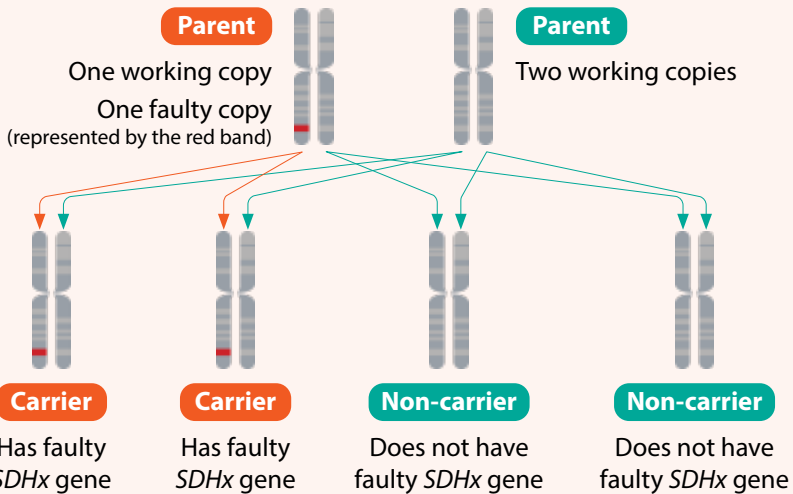 Parent
One working copy
One faulty copy
(represented by the red band)
Parent
Two working copies
Carrier
Has faulty
SDHx gene
Carrier
Has faulty
SDHx gene
Non-carrier
Does not have
faulty SDHx gene
Non-carrier
Does not have
faulty SDHx gene